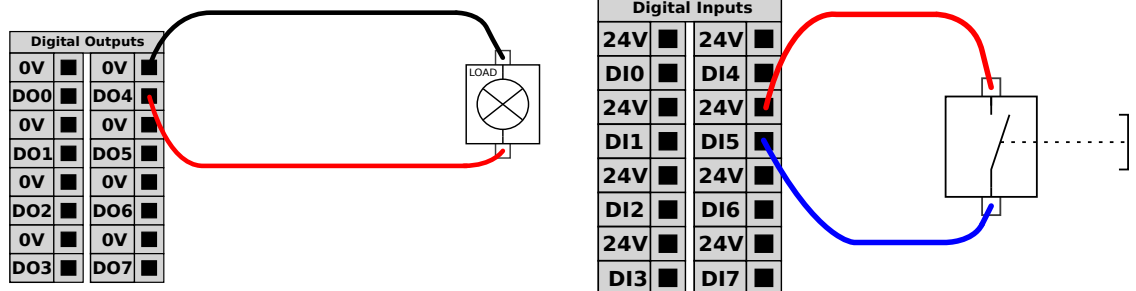 Digital Outputs
0V 0V
DO0 DO4
0V 0V
DO1 DO5
0V 0V
DO2 DO6
0V 0V
DO3 DO7
LOAD
Digital Inputs
24V 24V
DI0 DI4
24V 24V
DI1 DI5
24V 24V
DI2 DI6
24V 24V
DI3 DI7